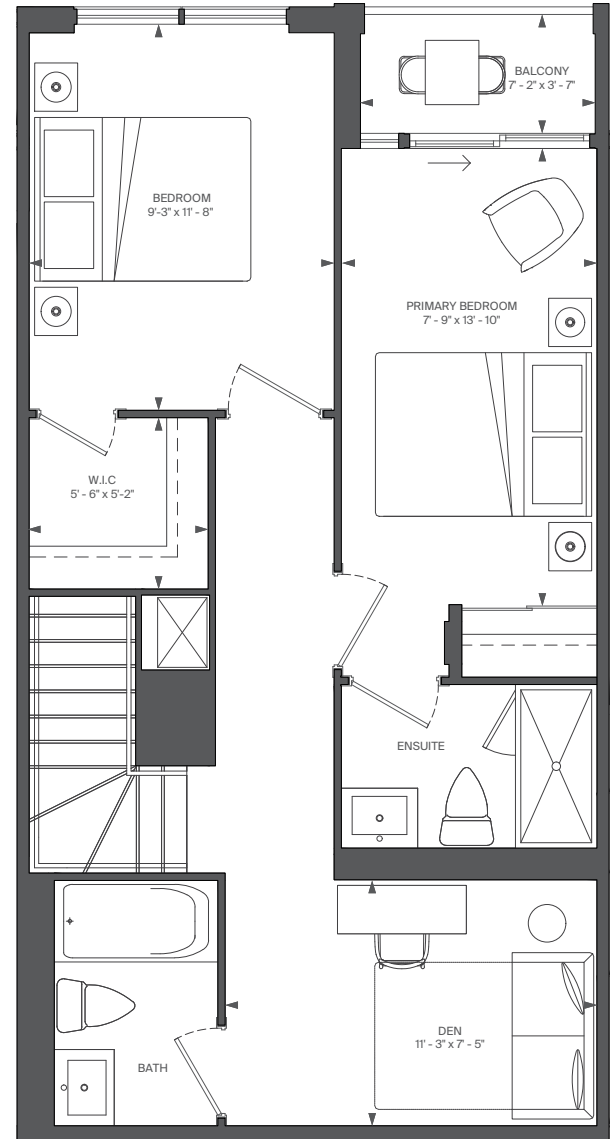 BALCONY
7' - 2" x 3' - 7"
BEDROOM
9'-3" x 11' - 8"
PRIMARY BEDROOM
7' - 9" x 13' - 10"
W.I.C
5' - 6" x 5'-2"
ENSUITE
DEN
11' - 3" x 7' - 5"
BATH